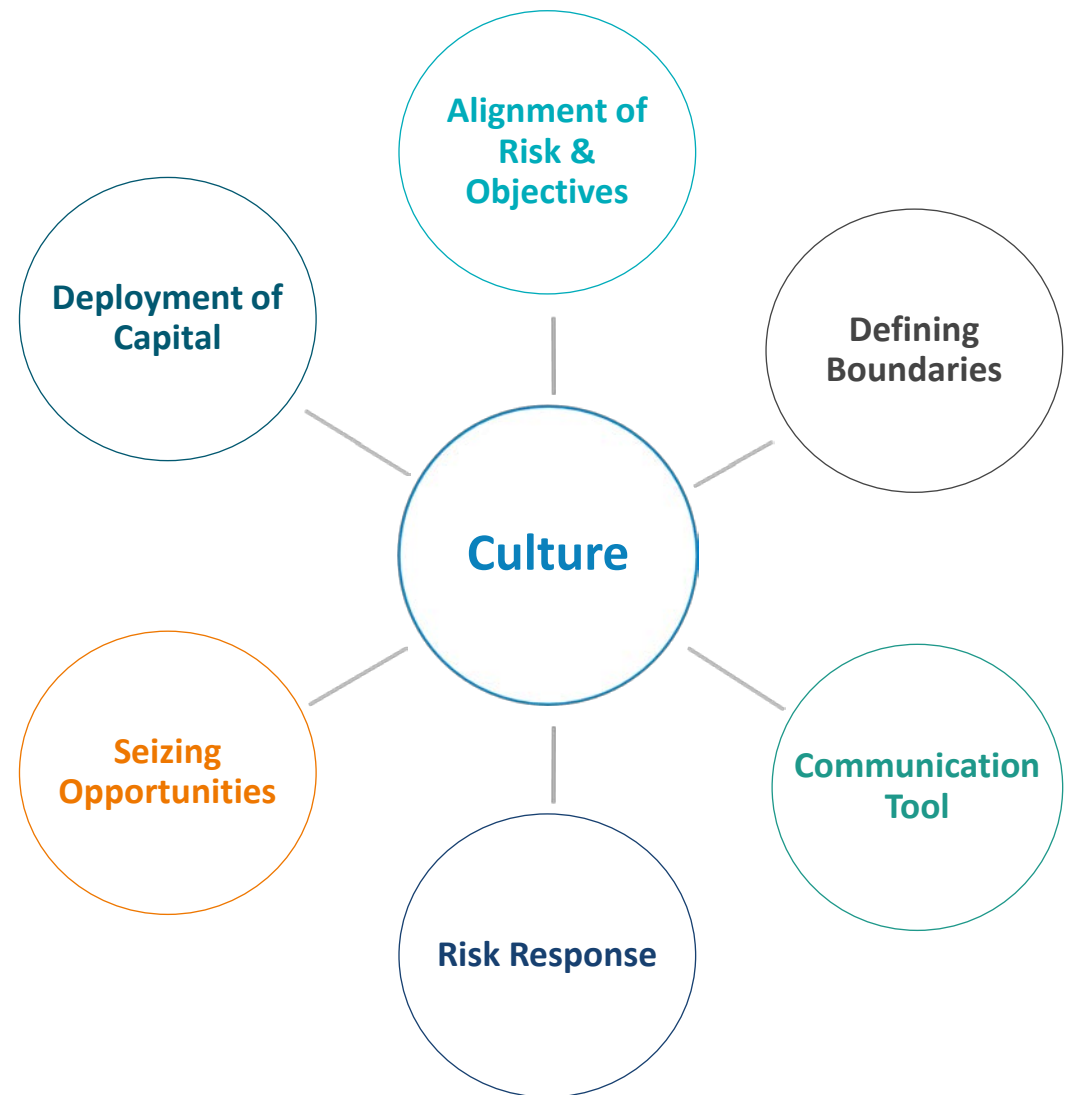 Alignment of
Risk &
Objectives
Deployment of
Capital
Defining
Boundaries
Culture
Seizing
Opportunities
Communication
Tool
Risk Response